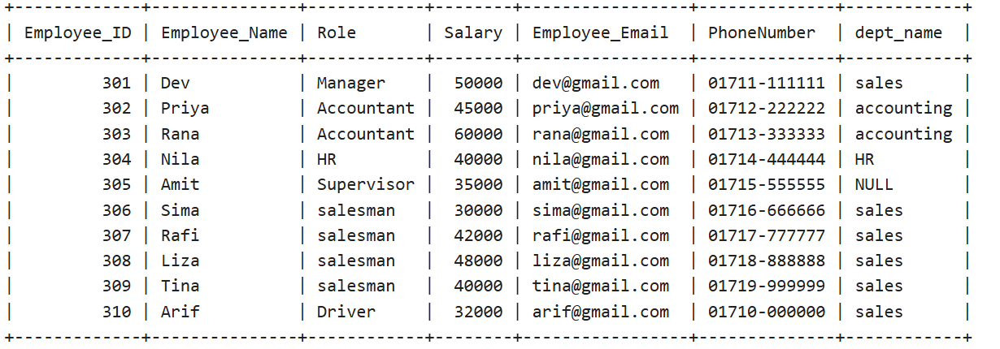 +-------------+---------------+------------+--------+-----------------+--------------+------------+
| Employee_ID | Employee_Name | Role       | Salary | Employee_Email  | PhoneNumber  | dept_name  |
+-------------+---------------+------------+--------+-----------------+--------------+------------+
|         301 | Dev           | Manager    |  50000 | dev@gmail.com   | 01711-111111 | sales      |
|         302 | Priya         | Accountant |  45000 | priya@gmail.com | 01712-222222 | accounting |
|         303 | Rana          | Accountant |  60000 | rana@gmail.com  | 01713-333333 | accounting |
|         304 | Nila          | HR         |  40000 | nila@gmail.com  | 01714-444444 | HR         |
|         305 | Amit          | Supervisor |  35000 | amit@gmail.com  | 01715-555555 | NULL       |
|         306 | Sima          | salesman   |  30000 | sima@gmail.com  | 01716-666666 | sales      |
|         307 | Rafi          | salesman   |  42000 | rafi@gmail.com  | 01717-777777 | sales      |
|         308 | Liza          | salesman   |  48000 | liza@gmail.com  | 01718-888888 | sales      |
|         309 | Tina          | salesman   |  40000 | tina@gmail.com  | 01719-999999 | sales      |
|         310 | Arif          | Driver     |  32000 | arif@gmail.com  | 01710-000000 | sales      |
+-------------+---------------+------------+--------+-----------------+--------------+------------+